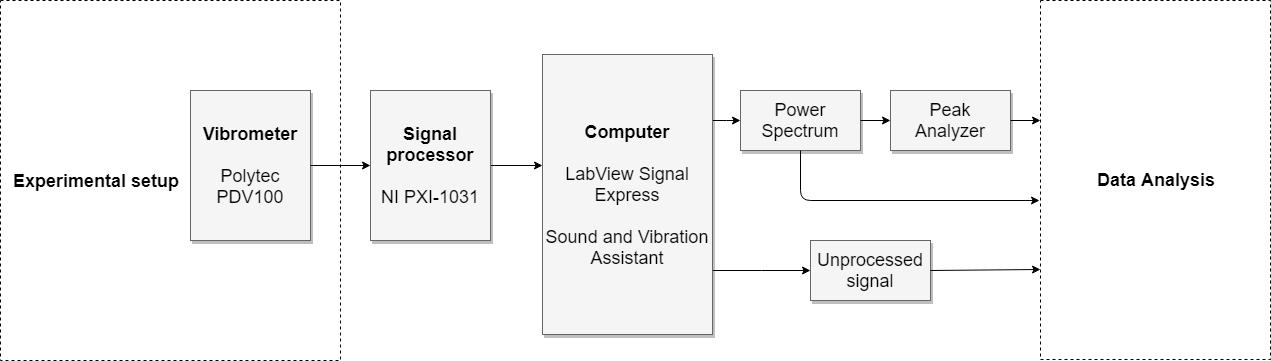 Experimental setup
Vibrometer
Polytec
PDV100
Signal
processor
NI PXI-1031
Computer
LabView Signal
Express
Sound and Vibration
Assistant
Power
Spectrum
Peak
Analyzer
Unprocessed
signal
Data Analysis